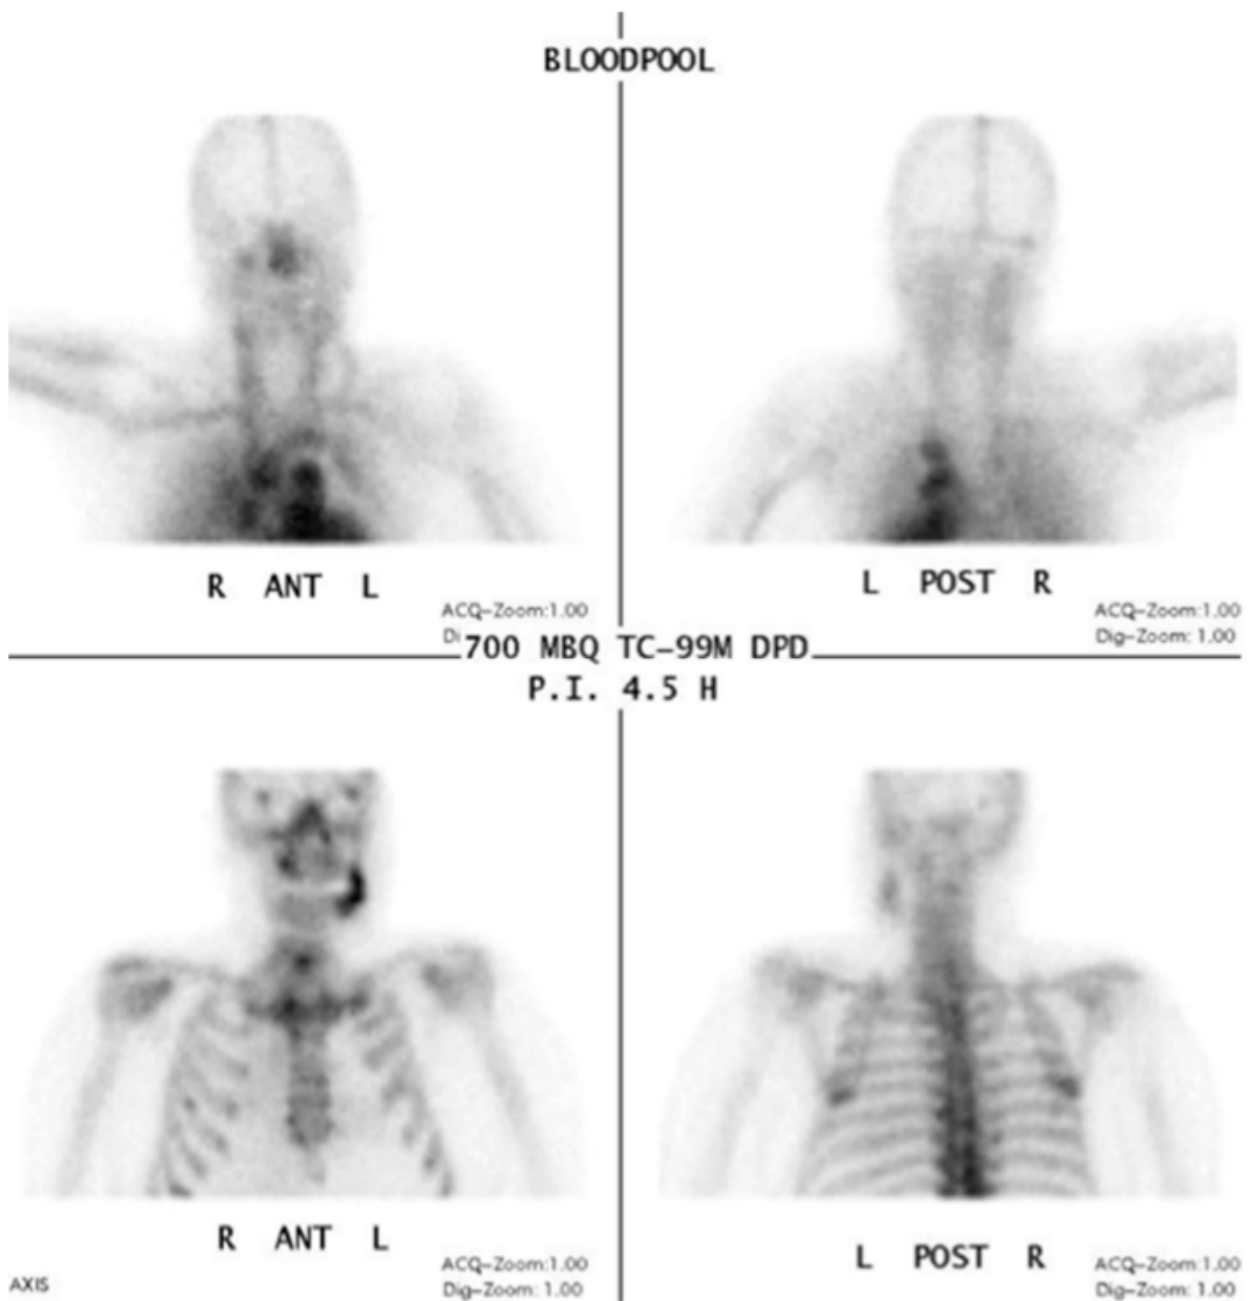 BLOODPOOL
R ANT L
L POST R
ACQ-Zoom:1.00
ACQ-Zoom:1.00
Di
Dig-Zoom: 1.00
700 MBQ TC-99M DPD
P.I. 4.5 H
R ANT L
L POST R
ACQ-Zoom:1.00
ACQ-Zoom:1.00
AXIS
Dig-Zoom: 1.00
Dig-Zoom: 1.00